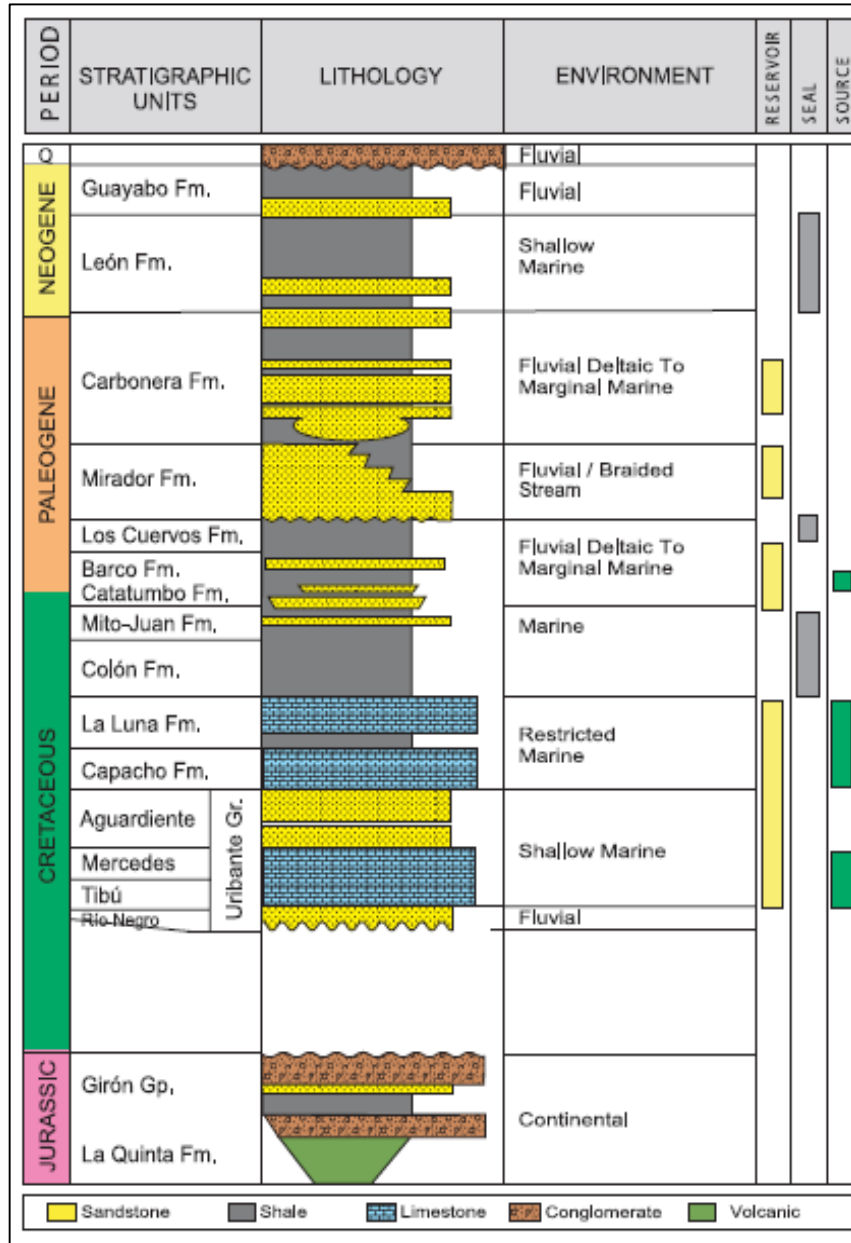 PERIOD
STRATIGRAPHIC
UNITS
LITHOLOGY
ENVIRONMENT
RESERVOIR
SEAL
SOURCE
Q
Fluvial
NEOGENE
Guayabo Fm.
Fluvial
León Fm.
Shallow
Marine
PALEOGENE
Carbonera Fm.
Fluvial Deltaic To
Marginal Marine
Mirador Fm.
Fluvial / Braided
Stream
Los Cuervos Fm.
Fluvial Deltaic To
Marginal Marine
Barco Fm.
Catatumbo Fm.
CRETACEOUS
Mito-Juan Fm.
Marine
Colón Fm.
La Luna Fm.
Restricted
Marine
Capacho Fm.
Aguardiente
Uribante Gr.
Shallow Marine
Mercedes
Tibú
Rio Negro
Fluvial
JURASSIC
Girón Gp.
Continental
La Quinta Fm.
Sandstone
Shale
Limestone
Conglomerate
Volcanic